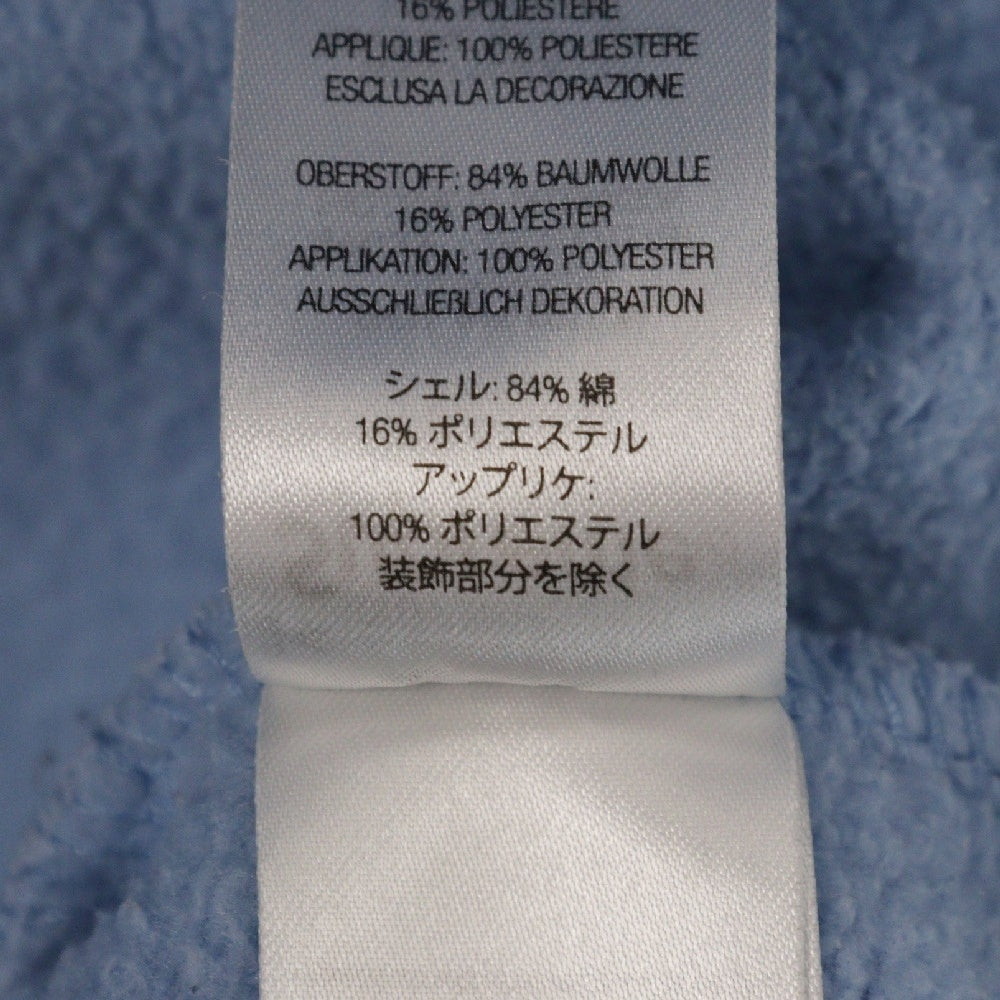 16% POLIESTERE
APPLIQUE: 100% POLIESTERE
ESCLUSA LA DECORAZIONE
OBERSTOFF: 84% BAUMWOLLE
16% POLYESTER
APPLIKATION: 100% POLYESTER
AUSSCHLIEßLICH DEKORATION
シェル: 84% 綿
16% ポリエステル
アップリケ:
100% ポリエステル
装飾部分を除く